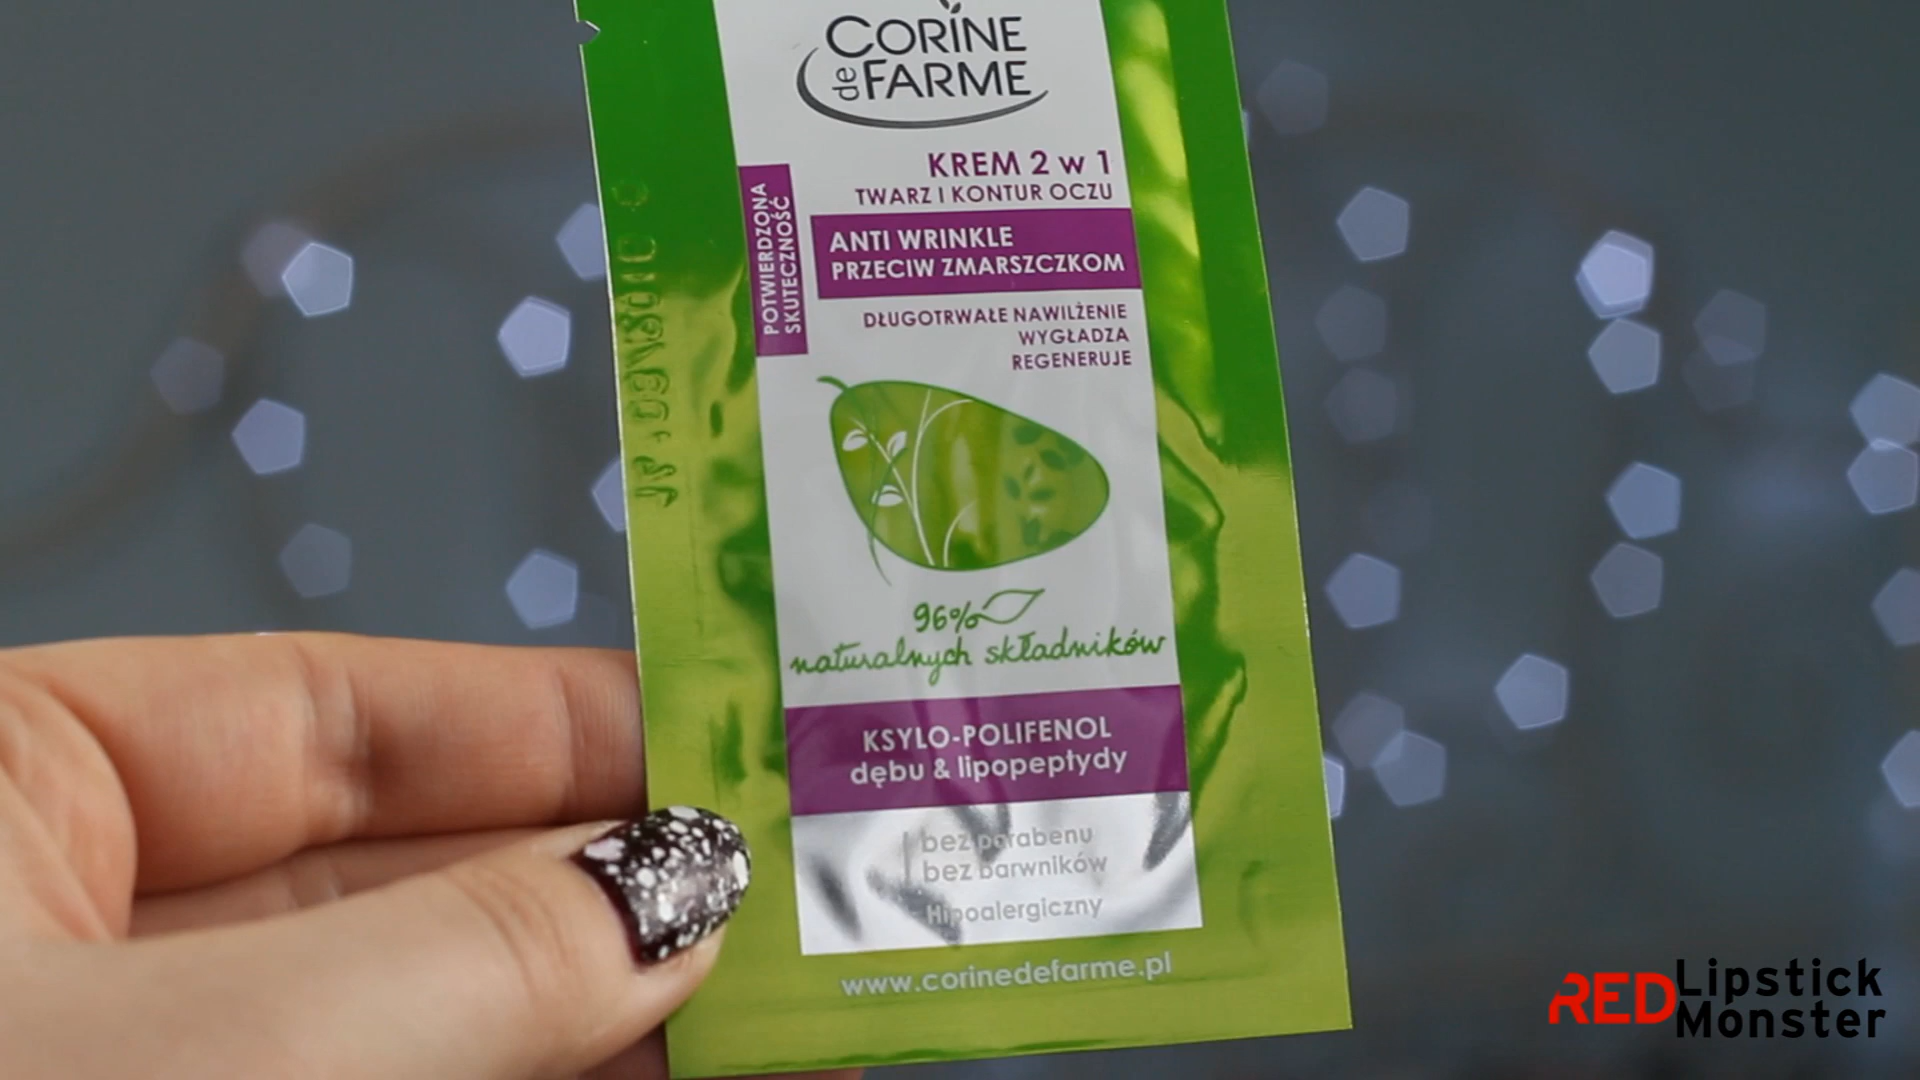 CORINE
de FARME
KREM 2 w 1
TWARZ I KONTUR OCZU
POTWIERDZONA
SKUTECZNOŚĆ
ANTI WRINKLE
PRZECIW ZMARSZCZKOM
DŁUGOTRWAŁE NAWILŻENIE
WYGŁADZA
REGENERUJE
96%
naturalnych składników
KSYLO-POLIFENOL
dębu & lipopeptydy
bez parabenu
bez barwników
Hipoalergiczny
www.corinedefarme.pl
RED Lipstick
Monster